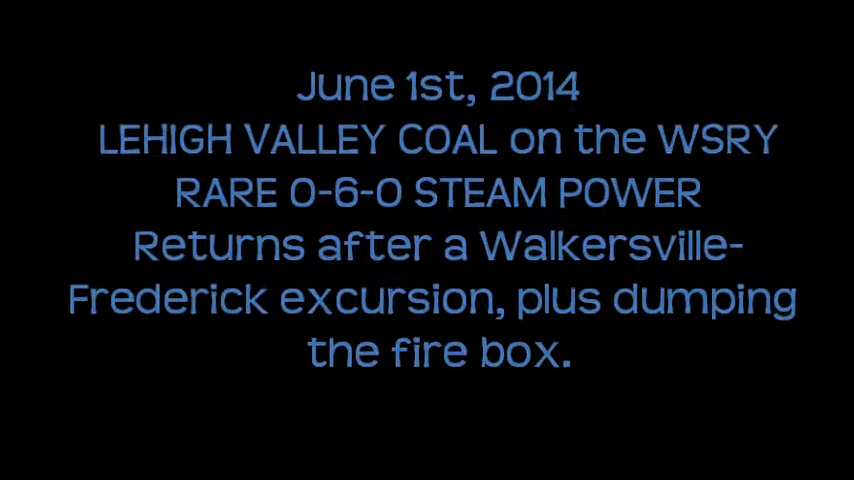 June 1st, 2014
LEHIGH VALLEY COAL on the WSRY
RARE 0-6-0 STEAM POWER
Returns after a Walkersville-
Frederick excursion, plus dumping
the fire box.